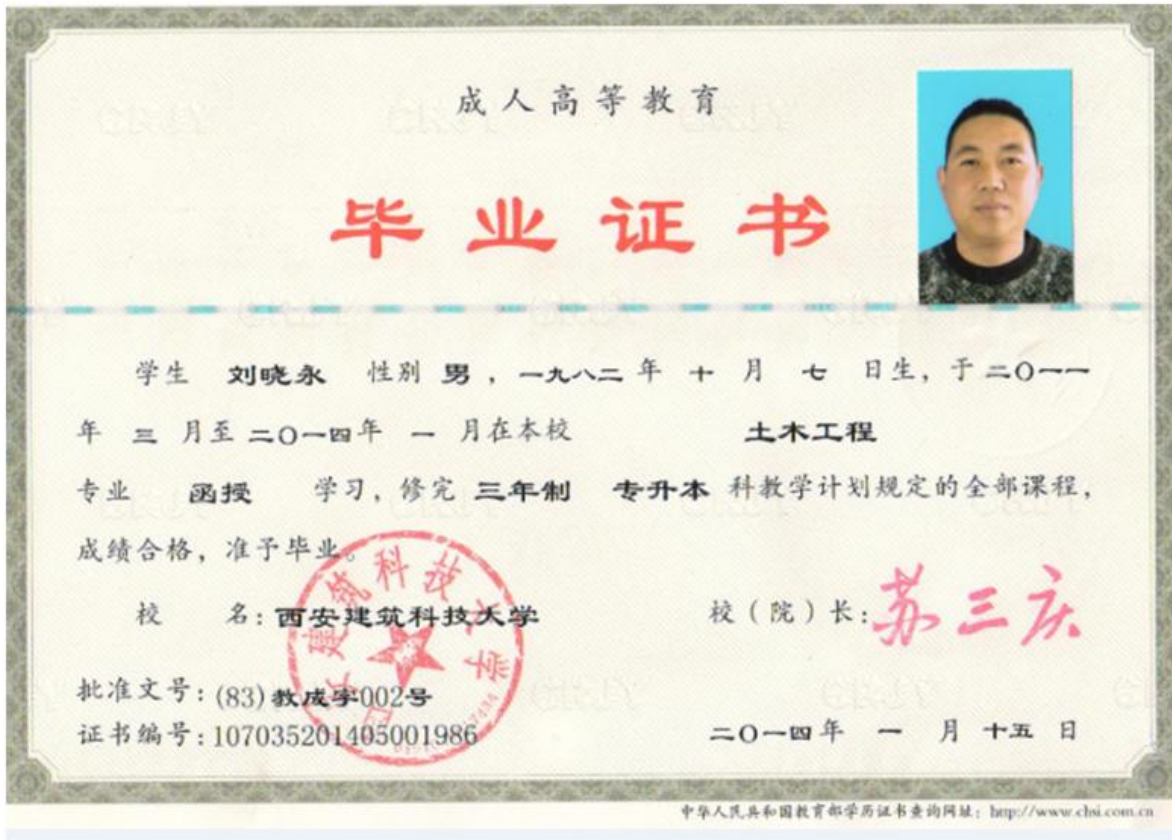 成人高等教育
毕业证书
学生 刘晓永 性别 男，一九八二 年 十 月 七 日生，于 二〇一一
年 三 月至 二〇一四年 一 月在本校 土木工程
专业 函授 学习，修完 三年制 专升本 科教学计划规定的全部课程，
成绩合格，准予毕业。
校 名：西安建筑科技大学
校（院）长：苏三庆
批准文号：(83)教成字002号
证书编号：107035201405001986
二〇一四年 一 月 十五 日
中华人民共和国教育部学历证书查询网址：http://www.chsi.com.cn